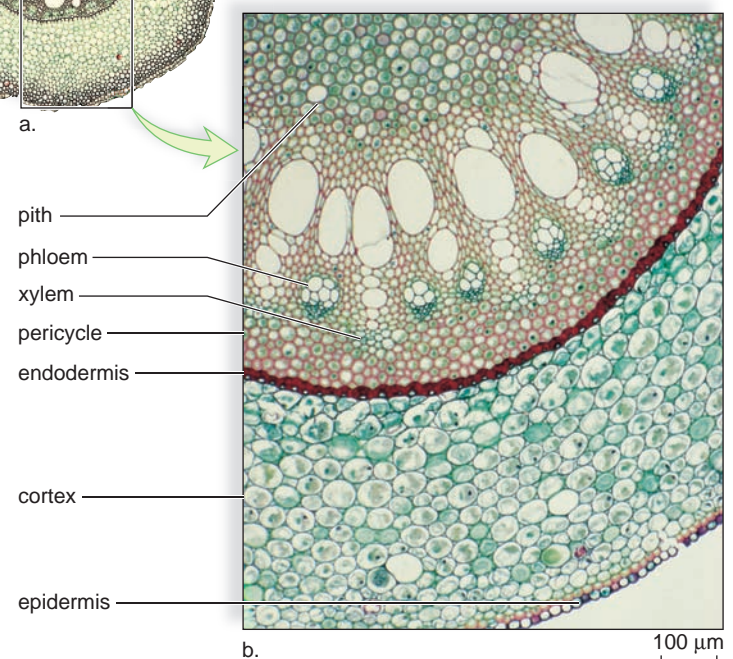 a.
pith
phloem
xylem
pericycle
endodermis
cortex
epidermis
b.
100 µm